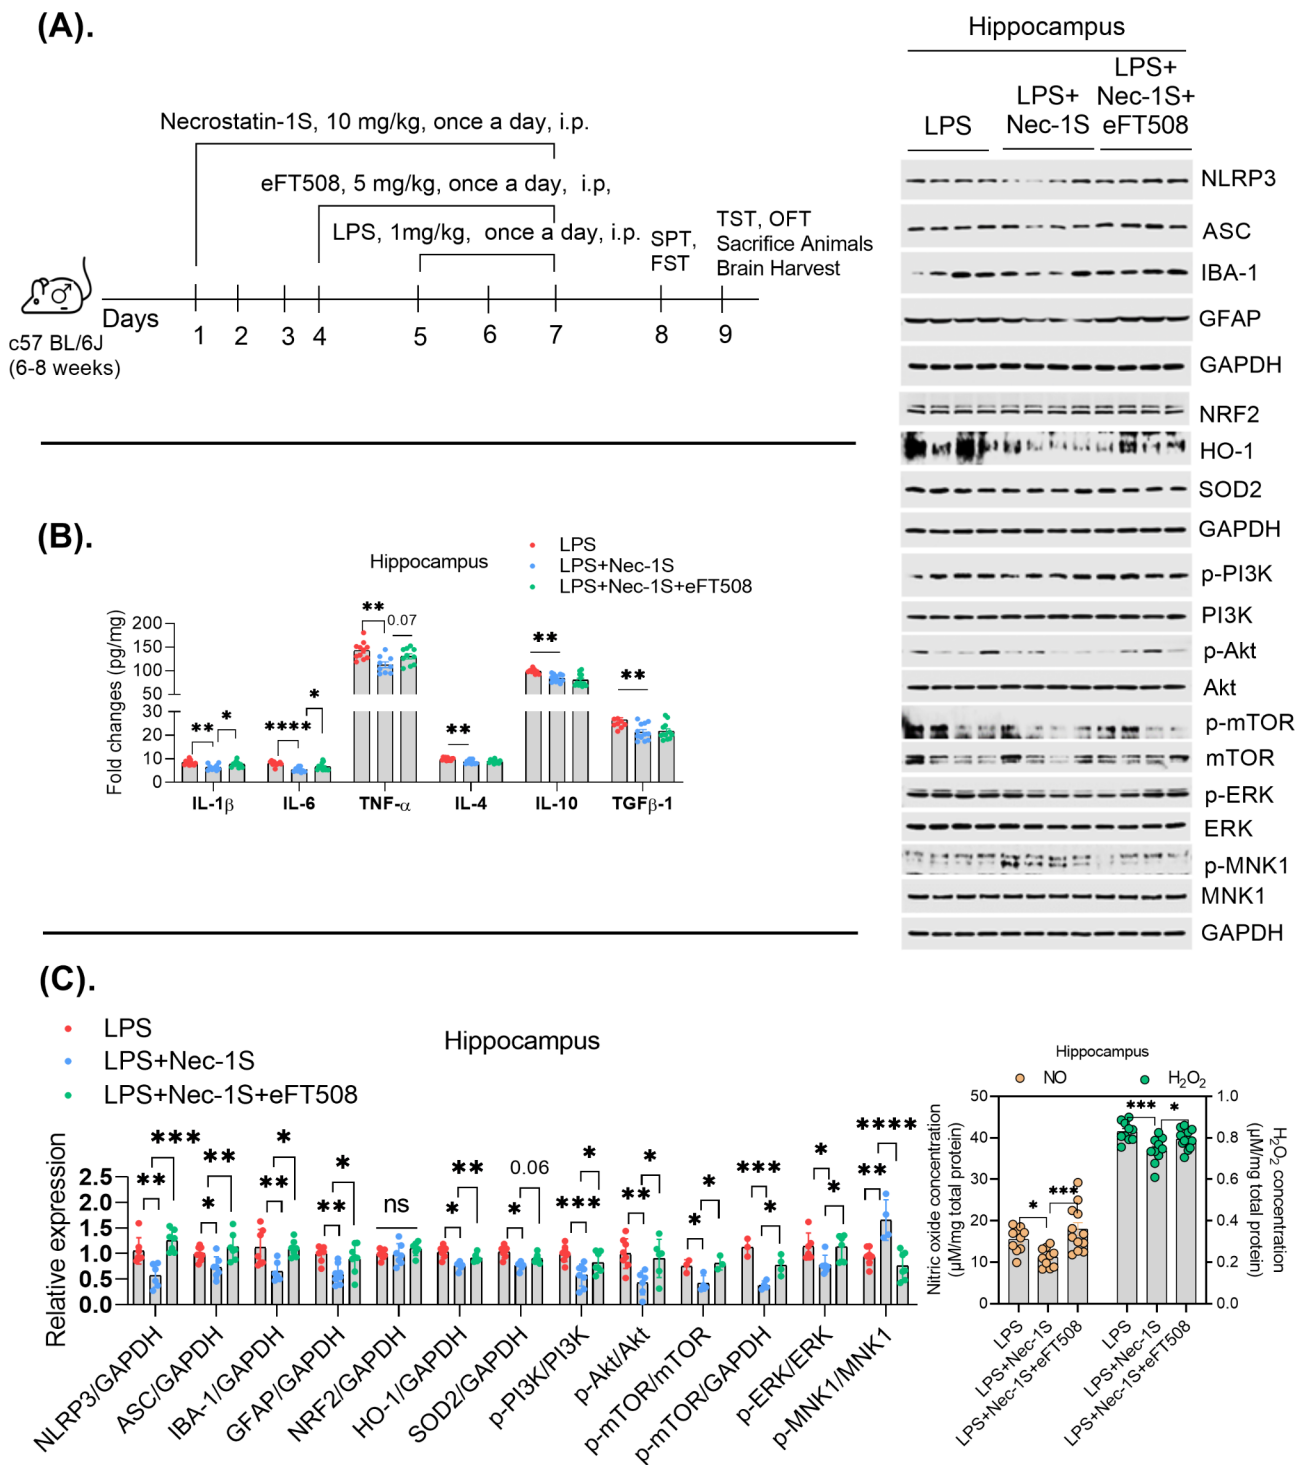 (A).
Necrostatin-1S, 10 mg/kg, once a day, i.p.
eFT508, 5 mg/kg, once a day,  i.p,
LPS, 1mg/kg,  once a day, i.p.
SPT,
FST
TST, OFT
Sacrifice Animals
Brain Harvest
Days
1 2 3 4 5 6 7 8 9
c57 BL/6J
(6-8 weeks)
Hippocampus
LPS
LPS+
Nec-1S
LPS+
Nec-1S+
eFT508
NLRP3
ASC
IBA-1
GFAP
GAPDH
NRF2
HO-1
SOD2
GAPDH
p-PI3K
PI3K
p-Akt
Akt
p-mTOR
mTOR
p-ERK
ERK
p-MNK1
MNK1
GAPDH
(B).
Hippocampus
LPS
LPS+Nec-1S
LPS+Nec-1S+eFT508
Fold changes (pg/mg)
200
150
100
50
30
20
10
0
** *
**** *
** 0.07
**
**
**
IL-1β IL-6 TNF-α IL-4 IL-10 TGFβ-1
(C).
LPS
LPS+Nec-1S
LPS+Nec-1S+eFT508
Hippocampus
Relative expression
2.5
2.0
1.5
1.0
0.5
0.0
** ***
* **
** *
** *
ns
* **
* 0.06
*** *
** *
* *
*** *
* *
** ****
NLRP3/GAPDH
ASC/GAPDH
IBA-1/GAPDH
GFAP/GAPDH
NRF2/GAPDH
HO-1/GAPDH
SOD2/GAPDH
p-PI3K/PI3K
p-Akt/Akt
p-mTOR/mTOR
p-mTOR/GAPDH
p-ERK/ERK
p-MNK1/MNK1
Hippocampus
NO
H₂O₂
Nitric oxide concentration
(μM/mg total protein)
50
40
30
20
10
0
* ***
*** *
1.0
0.8
0.6
0.4
0.2
0.0
H₂O₂ concentration
(μM/mg total protein)
LPS
LPS+Nec-1S
LPS+Nec-1S+eFT508
LPS
LPS+Nec-1S
LPS+Nec-1S+eFT508